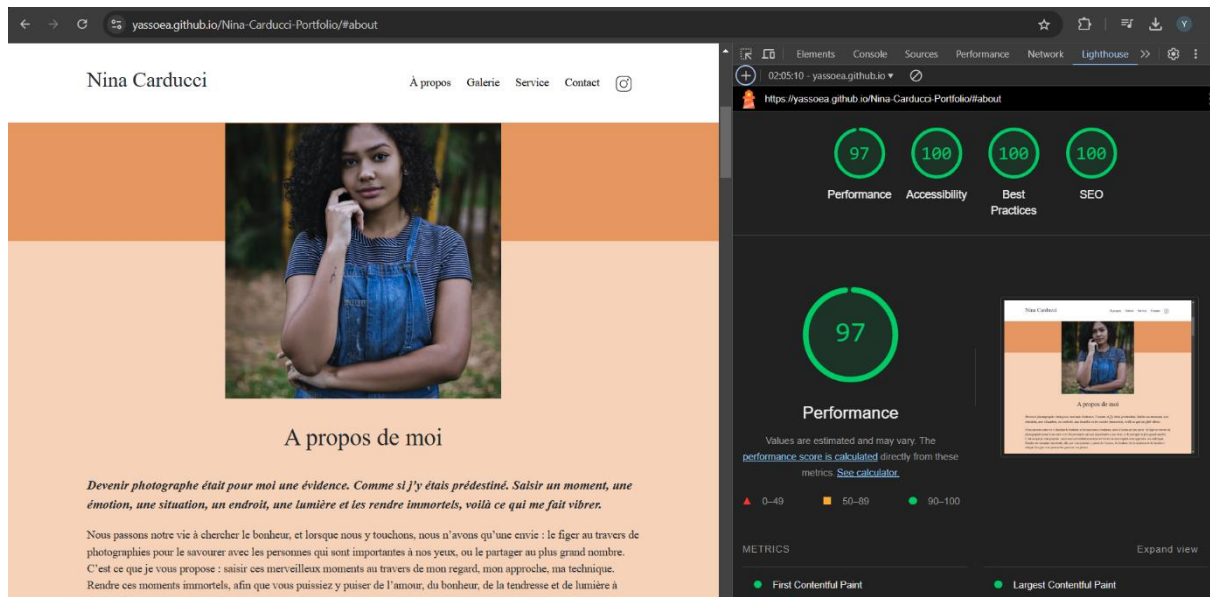 yassoea.github.io/Nina-Carducci-Portfolio/#about
Y
Nina Carducci
À propos Galerie Service Contact
A propos de moi
Devenir photographe était pour moi une évidence. Comme si j'y étais prédestiné. Saisir un moment, une
émotion, une situation, un endroit, une lumière et les rendre immortels, voilà ce qui me fait vibrer.
Nous passons notre vie à chercher le bonheur, et lorsque nous y touchons, nous n'avons qu'une envie : le figer au travers de
photographies pour le savourer avec les personnes qui sont importantes à nos yeux, ou le partager au plus grand nombre.
C'est ce que je vous propose : saisir ces merveilleux moments au travers de mon regard, mon approche, ma technique.
Rendre ces moments immortels, afin que vous puissiez y puiser de l'amour, du bonheur, de la tendresse et de lumière à
Elements Console Sources Performance Network Lighthouse
02:05:10 - yassoea.github.io
https://yassoea.github.io/Nina-Carducci-Portfolio/#about
97 100 100 100
Performance Accessibility Best Practices SEO
97
Performance
Values are estimated and may vary. The
performance score is calculated directly from these
metrics. See calculator.
0–49 50–89 90–100
Nina Carducci
A propos de moi
METRICS Expand view
First Contentful Paint Largest Contentful Paint